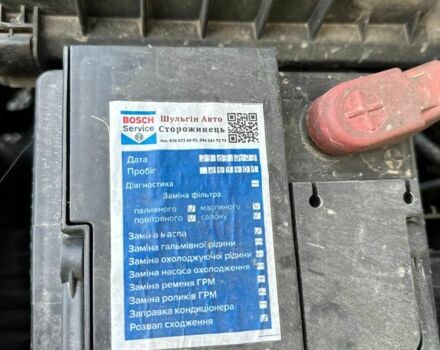 BOSCH
Service
Шульгін Авто
Сторожинець
Дата
Пробіг
Діагностика
Заміна фільтра:
паливного V масляного V
повітряного V салону V
Заміна масла
Заміна гальмівної рідини
Заміна охолоджуючої рідини
Заміна насоса охолодження
Заміна ременя ГРМ
Заміна роликів ГРМ
Заправка кондиціонера
Розвал сходження